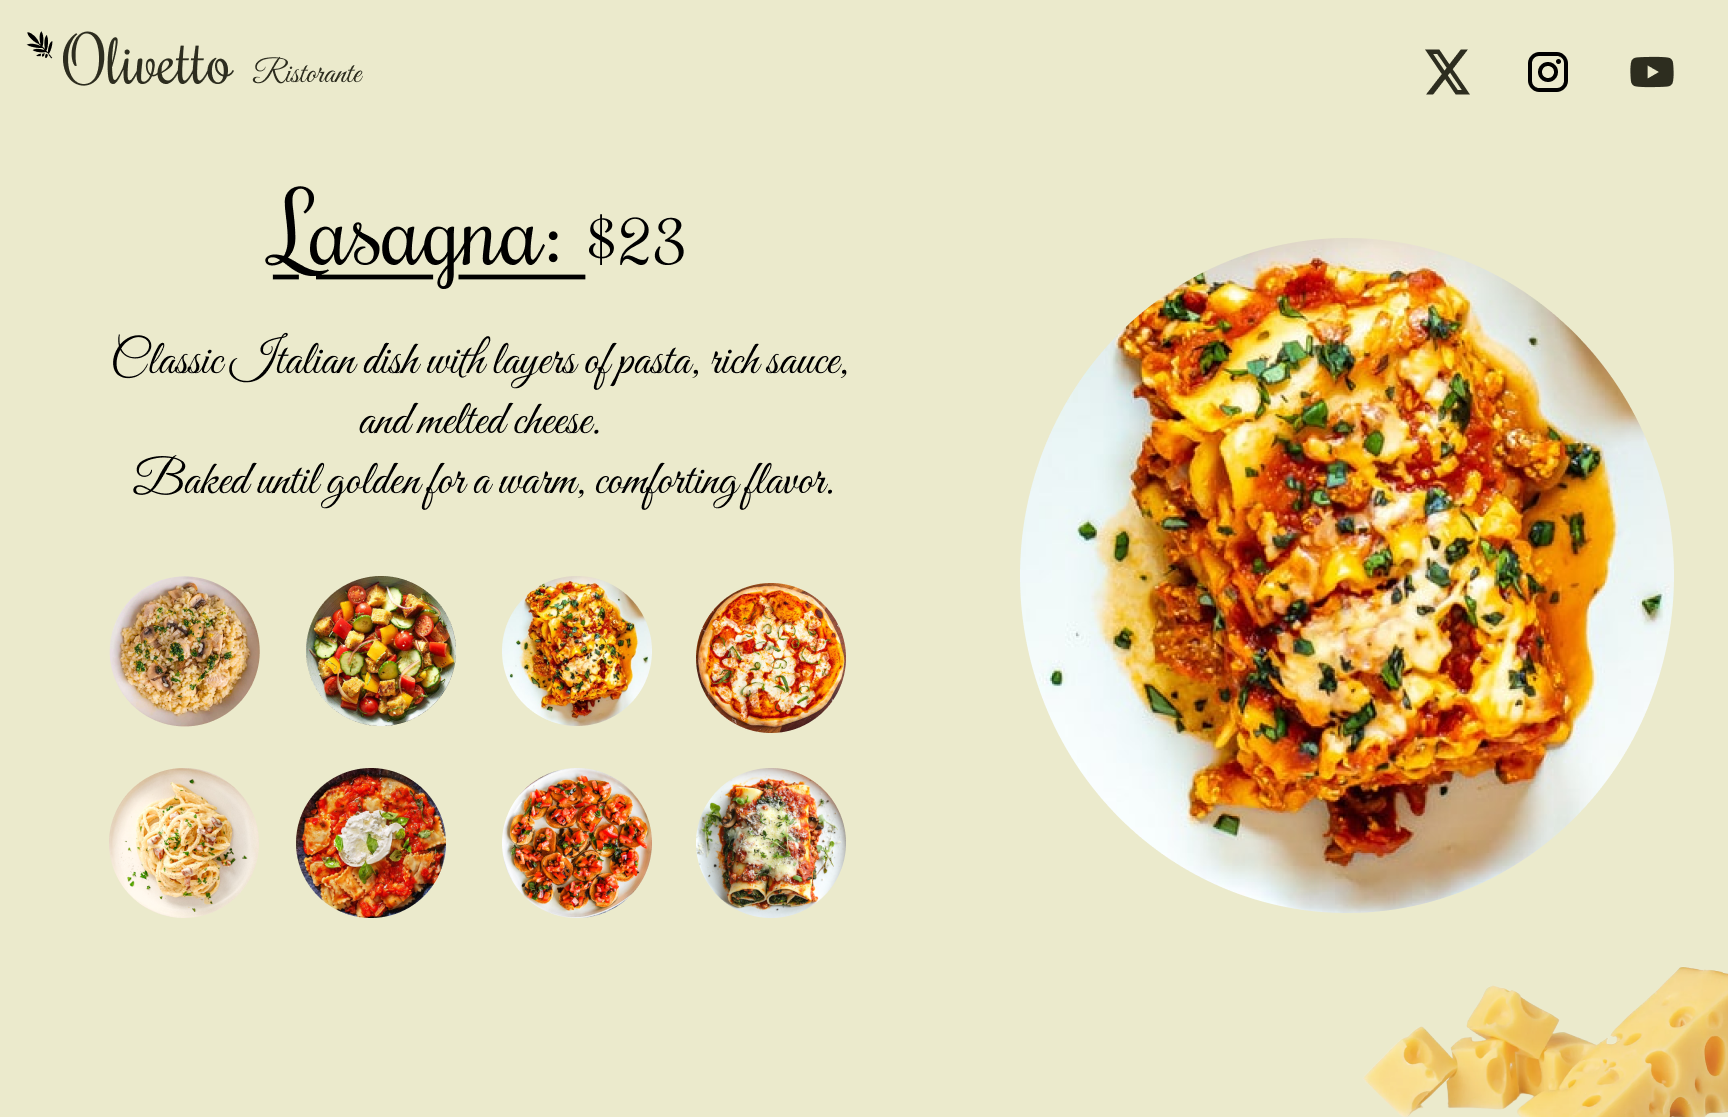 Olivetto Ristorante
Lasagna: $23
Classic Italian dish with layers of pasta, rich sauce,
and melted cheese.
Baked until golden for a warm, comforting flavor.